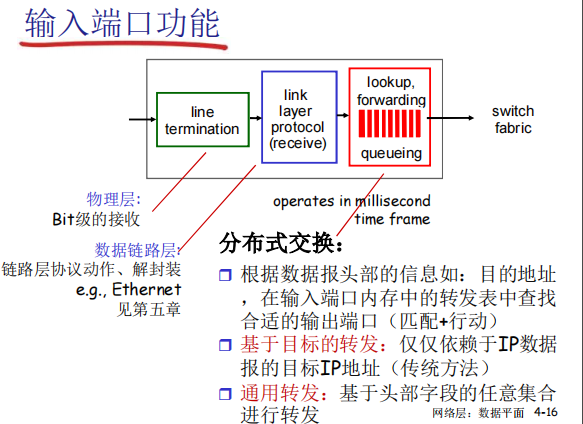 输入端口功能
line
termination
link
layer
protocol
(receive)
lookup,
forwarding
queueing
switch
fabric
物理层:
Bit级的接收
数据链路层:
链路层协议动作、解封装
e.g., Ethernet
见第五章
operates in millisecond
time frame
分布式交换：
根据数据报头部的信息如：目的地址
，在输入端口内存中的转发表中查找
合适的输出端口（匹配+行动）
基于目标的转发：仅仅依赖于IP数据
报的目标IP地址（传统方法）
通用转发：基于头部字段的任意集合
进行转发
网络层：数据平面 4-16